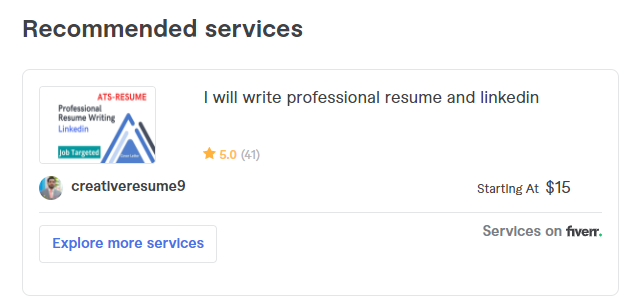 Recommended services
ATS-RESUME
Professional
Resume Writing
Linkedin
Job Targeted
I will write professional resume and linkedin
5.0 (41)
creativeresume9
Starting At $15
Explore more services
Services on fiverr.